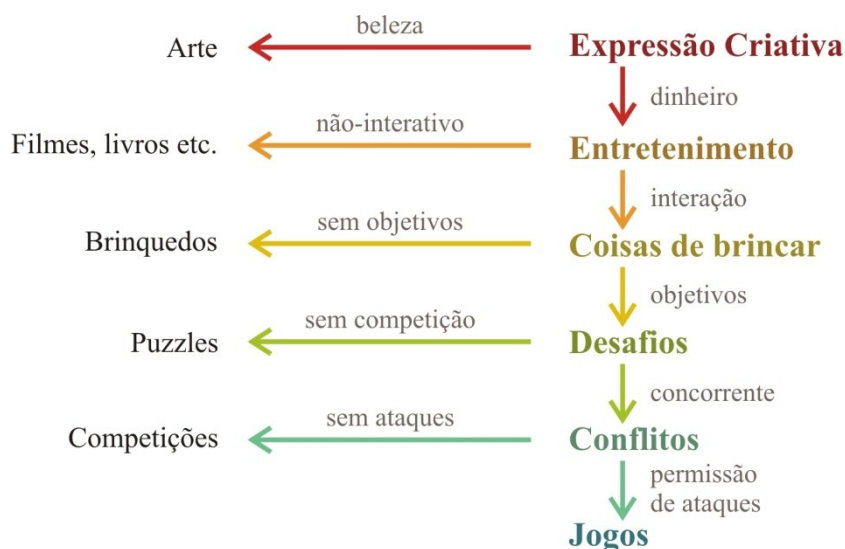 Arte
beleza
Expressão Criativa
dinheiro
Filmes, livros etc.
não-interativo
Entretenimento
interação
Brinquedos
sem objetivos
Coisas de brincar
objetivos
Puzzles
sem competição
Desafios
concorrente
Competições
sem ataques
Conflitos
permissão
de ataques
Jogos